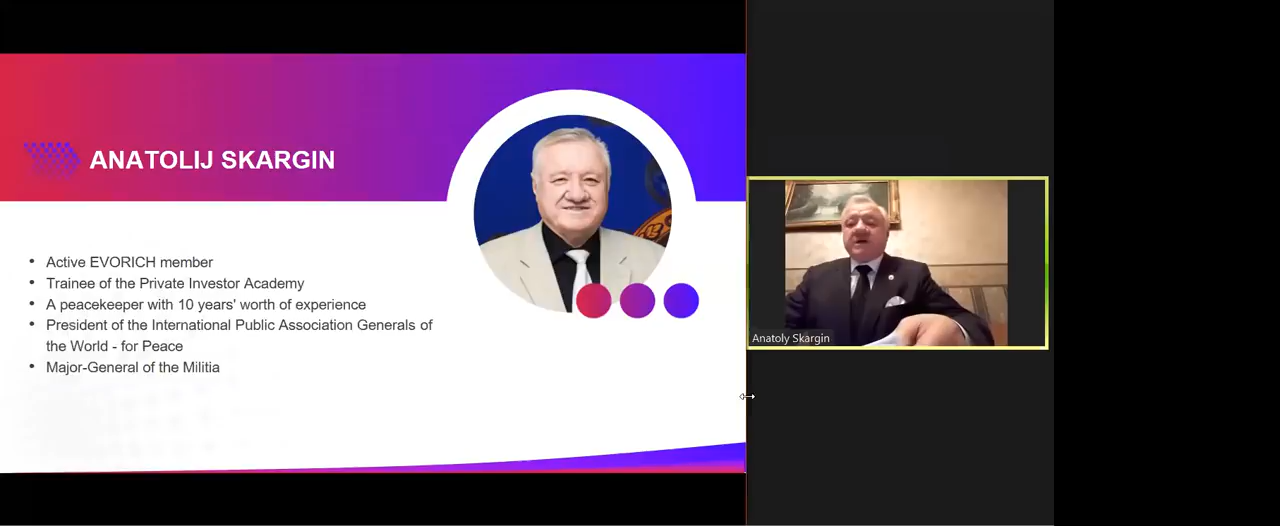 ANATOLIJ SKARGIN
• Active EVORICH member
• Trainee of the Private Investor Academy
• A peacekeeper with 10 years' worth of experience
• President of the International Public Association Generals of
the World - for Peace
• Major-General of the Militia
Anatoly Skargin